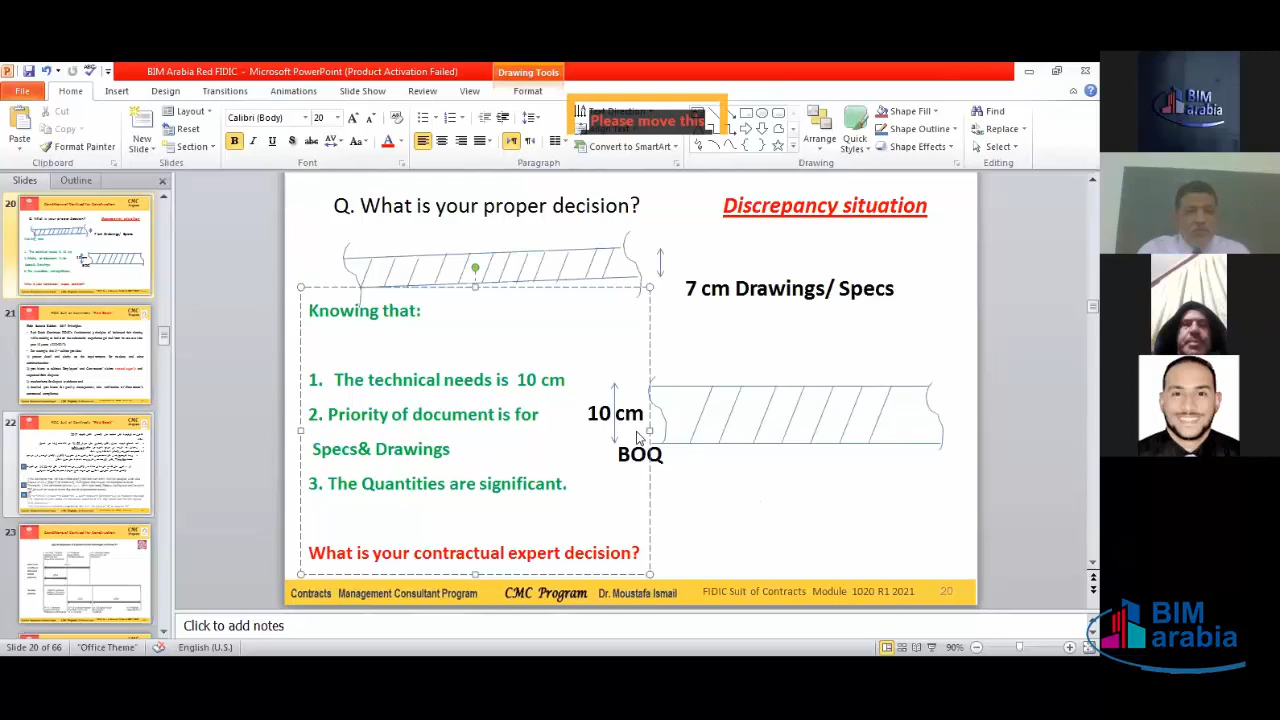 BIM Arabia Red FIDIC - Microsoft PowerPoint (Product Activation Failed)
Drawing Tools
File
Home
Insert
Design
Transitions
Animations
Slide Show
Review
View
Format
Paste
Cut
Copy
Format Painter
Clipboard
New
Slide
Layout
Reset
Section
Slides
Calibri (Body)
20
Font
Text Direction
Please move this
Convert to SmartArt
Paragraph
Arrange
Quick
Styles
Shape Fill
Shape Outline
Shape Effects
Drawing
Find
Replace
Select
Editing
Slides
Outline
20
21
22
23
Q. What is your proper decision?
Discrepancy situation
7 cm Drawings/ Specs
Knowing that:
1. The technical needs is 10 cm
2. Priority of document is for
Specs& Drawings
3. The Quantities are significant.
What is your contractual expert decision?
10 cm
BOQ
Contracts Management Consultant Program
CMC Program
Dr. Moustafa Ismail
FIDIC Suit of Contracts Module 1020 R1 2021
20
Click to add notes
Slide 20 of 66
"Office Theme"
English (U.S.)
90%
BIM
arabia
BIM
arabia